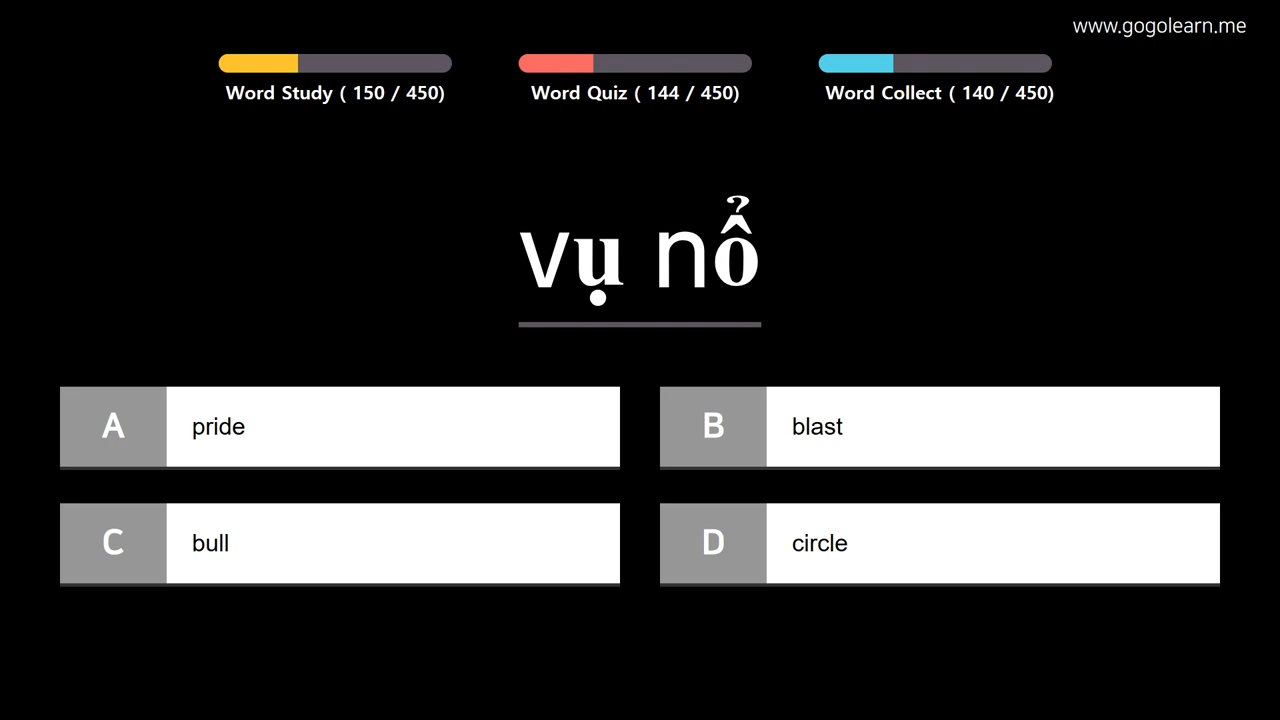 www.gogolearn.me
Word Study ( 150 / 450)
Word Quiz ( 144 / 450)
Word Collect ( 140 / 450)
vụ nổ
A pride
B blast
C bull
D circle